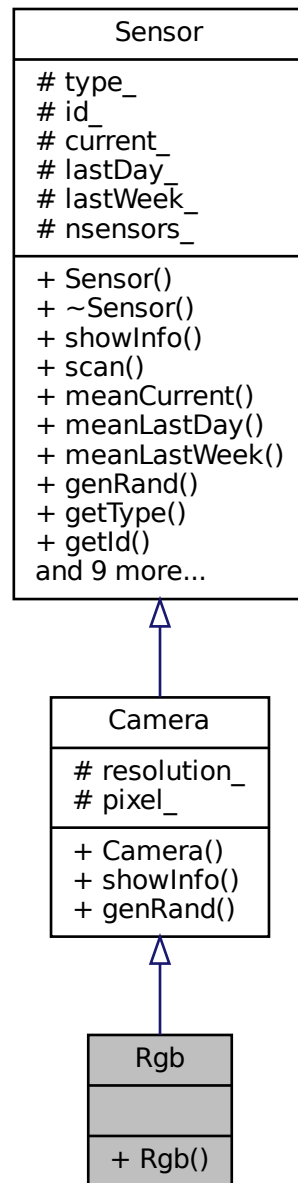 Sensor
# type_
# id_
# current_
# lastDay_
# lastWeek_
# nsensors_
+ Sensor()
+ ~Sensor()
+ showInfo()
+ scan()
+ meanCurrent()
+ meanLastDay()
+ meanLastWeek()
+ genRand()
+ getType()
+ getId()
and 9 more...
Camera
# resolution_
# pixel_
+ Camera()
+ showInfo()
+ genRand()
Rgb
+ Rgb()